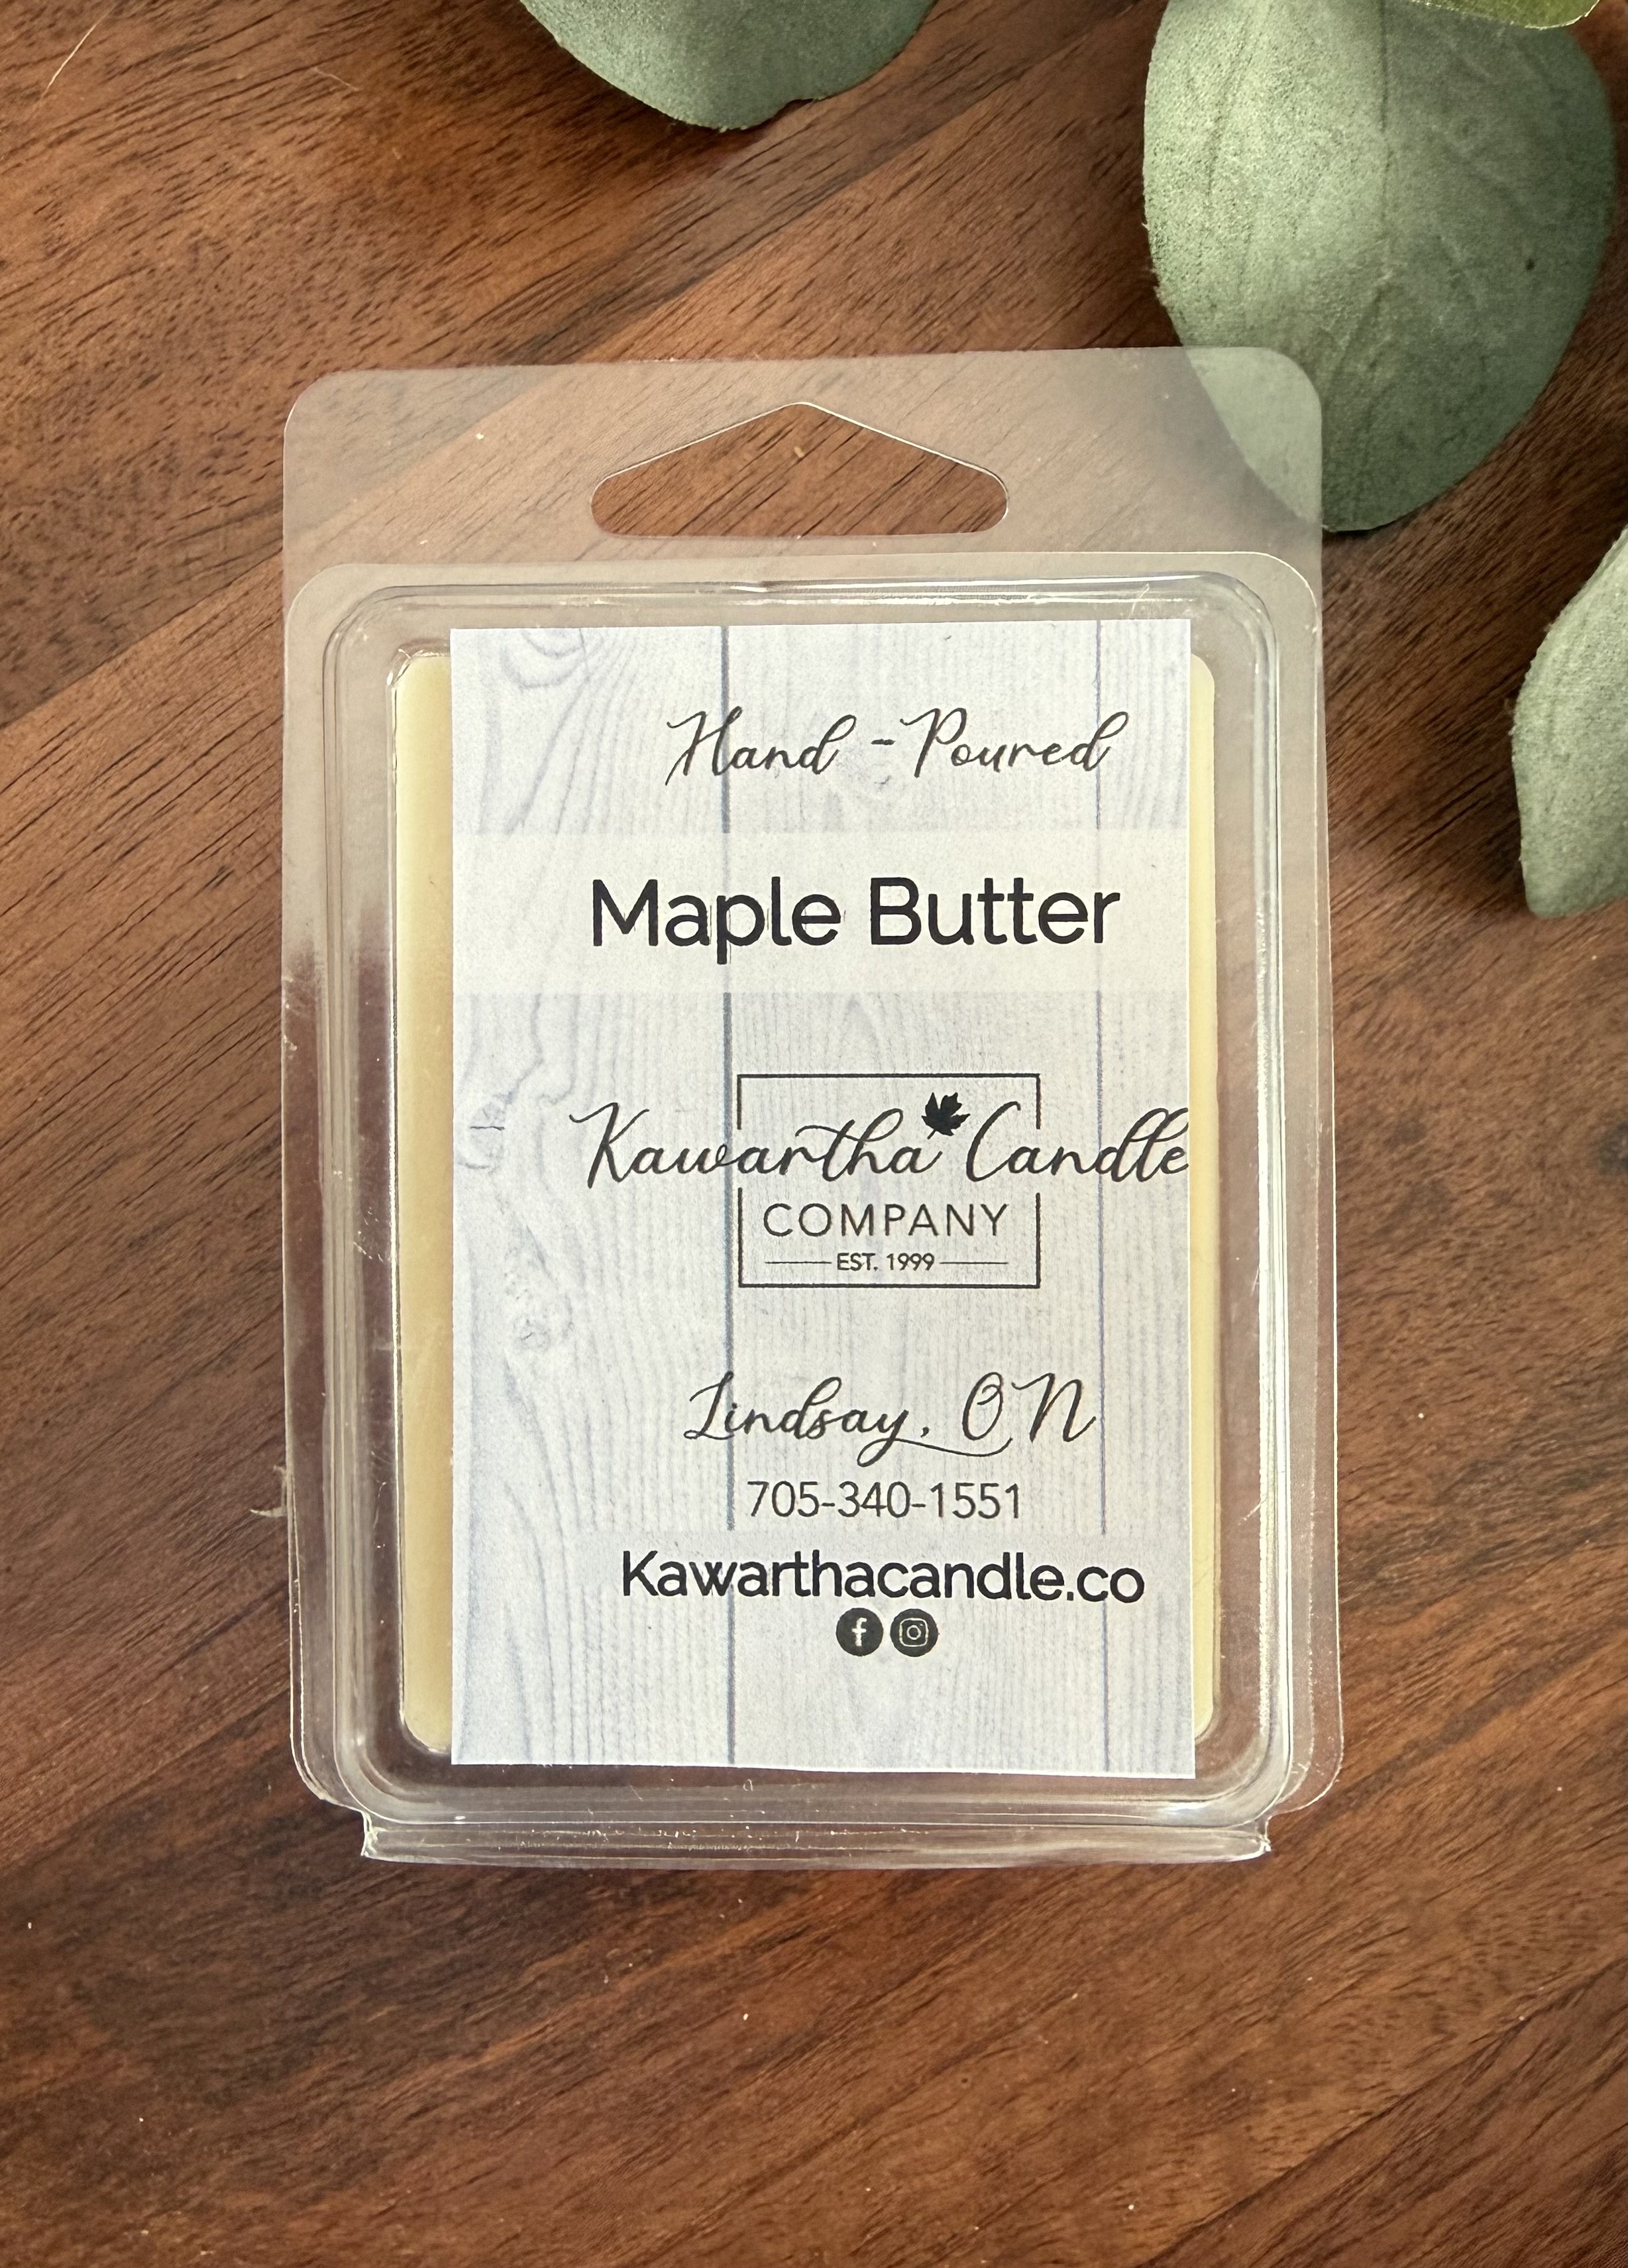 Hand - Poured
Maple Butter
Kawartha Candle
COMPANY
EST. 1999
Lindsay, ON
705-340-1551
Kawarthacandle.co